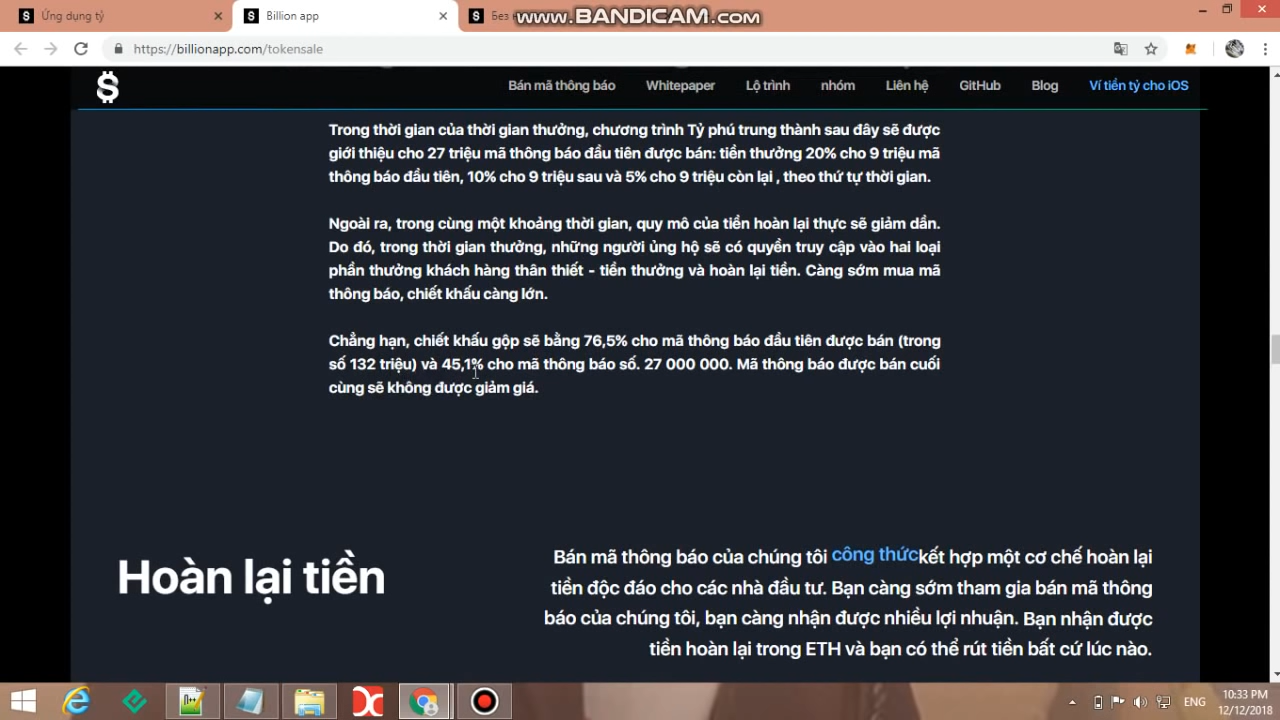 Ứng dụng tỷ
Billion app
Без н
www.BANDICAM.com
https://billionapp.com/tokensale
Bán mã thông báo
Whitepaper
Lộ trình
nhóm
Liên hệ
GitHub
Blog
Ví tiền tỷ cho iOS
Trong thời gian của thời gian thưởng, chương trình Tỷ phú trung thành sau đây sẽ được
giới thiệu cho 27 triệu mã thông báo đầu tiên được bán: tiền thưởng 20% cho 9 triệu mã
thông báo đầu tiên, 10% cho 9 triệu sau và 5% cho 9 triệu còn lại , theo thứ tự thời gian.
Ngoài ra, trong cùng một khoảng thời gian, quy mô của tiền hoàn lại thực sẽ giảm dần.
Do đó, trong thời gian thưởng, những người ủng hộ sẽ có quyền truy cập vào hai loại
phần thưởng khách hàng thân thiết - tiền thưởng và hoàn lại tiền. Càng sớm mua mã
thông báo, chiết khấu càng lớn.
Chẳng hạn, chiết khấu gộp sẽ bằng 76,5% cho mã thông báo đầu tiên được bán (trong
số 132 triệu) và 45,1% cho mã thông báo số. 27 000 000. Mã thông báo được bán cuối
cùng sẽ không được giảm giá.
Hoàn lại tiền
Bán mã thông báo của chúng tôi công thứckết hợp một cơ chế hoàn lại
tiền độc đáo cho các nhà đầu tư. Bạn càng sớm tham gia bán mã thông
báo của chúng tôi, bạn càng nhận được nhiều lợi nhuận. Bạn nhận được
tiền hoàn lại trong ETH và bạn có thể rút tiền bất cứ lúc nào.
ENG
10:33 PM
12/12/2018